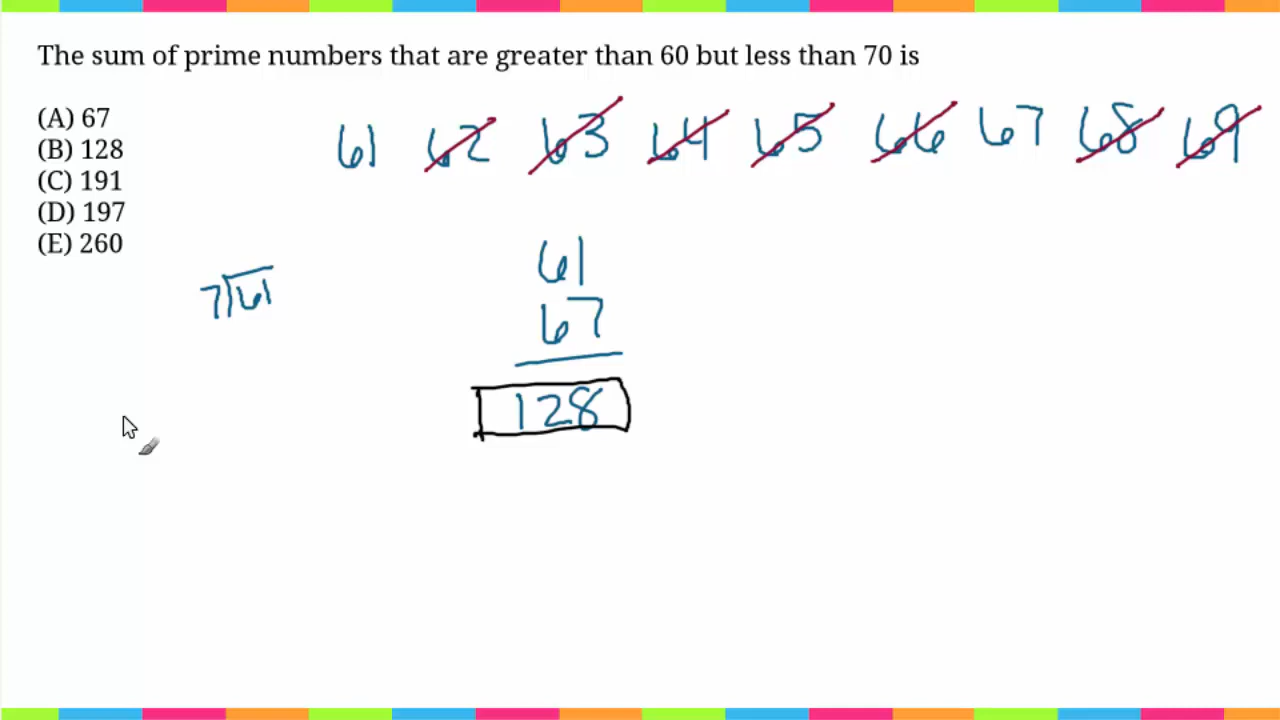 The sum of prime numbers that are greater than 60 but less than 70 is
(A) 67
(B) 128
(C) 191
(D) 197
(E) 260
61 62 63 64 65 66 67 68 69
7 61
61
67
128